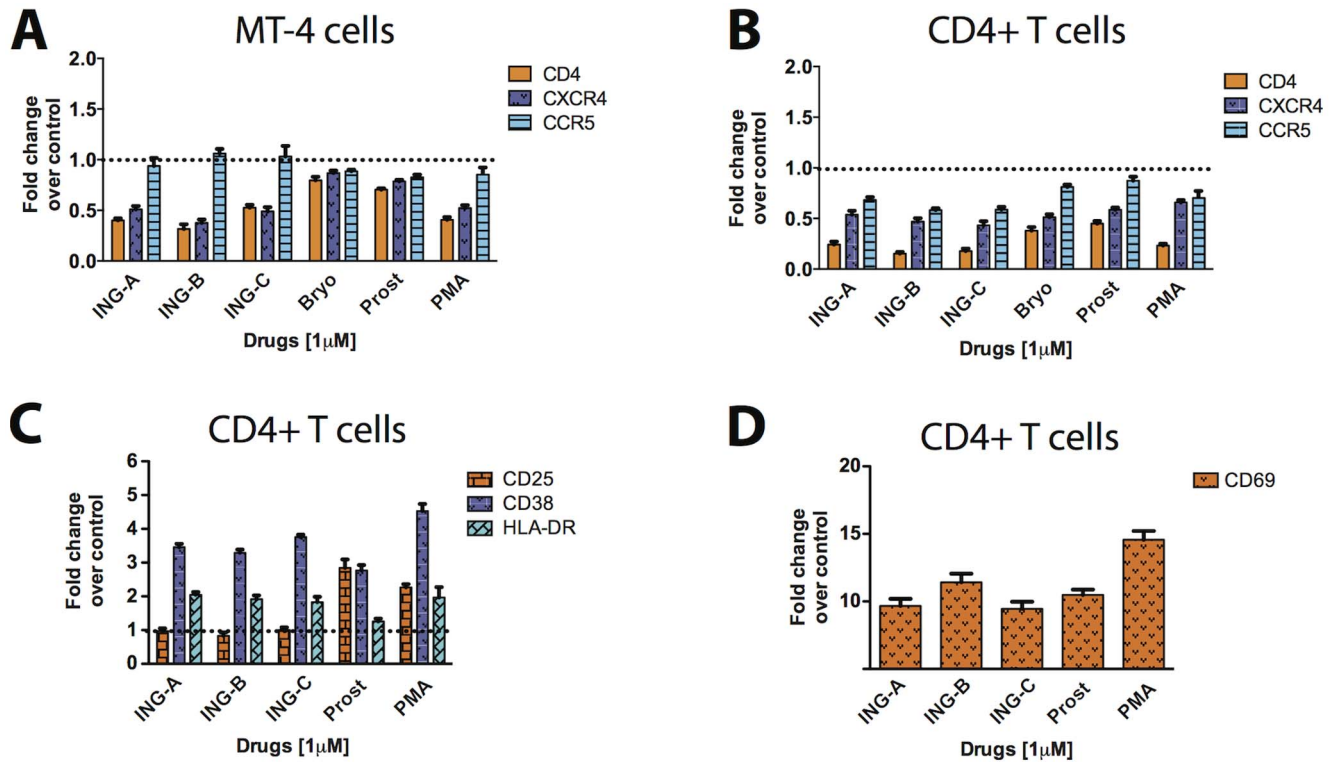 A
MT-4 cells
Fold change
over control
2.0
1.5
1.0
0.5
0.0
CD4
CXCR4
CCR5
ING-A
ING-B
ING-C
Bryo
Prost
PMA
Drugs [1µM]
B
CD4+ T cells
Fold change
over control
2.0
1.5
1.0
0.5
0.0
CD4
CXCR4
CCR5
ING-A
ING-B
ING-C
Bryo
Prost
PMA
Drugs [1µM]
C
CD4+ T cells
Fold change
over control
6
5
4
3
2
1
0
CD25
CD38
HLA-DR
ING-A
ING-B
ING-C
Prost
PMA
Drugs [1µM]
D
CD4+ T cells
Fold change
over control
20
15
10
CD69
ING-A
ING-B
ING-C
Prost
PMA
Drugs [1µM]